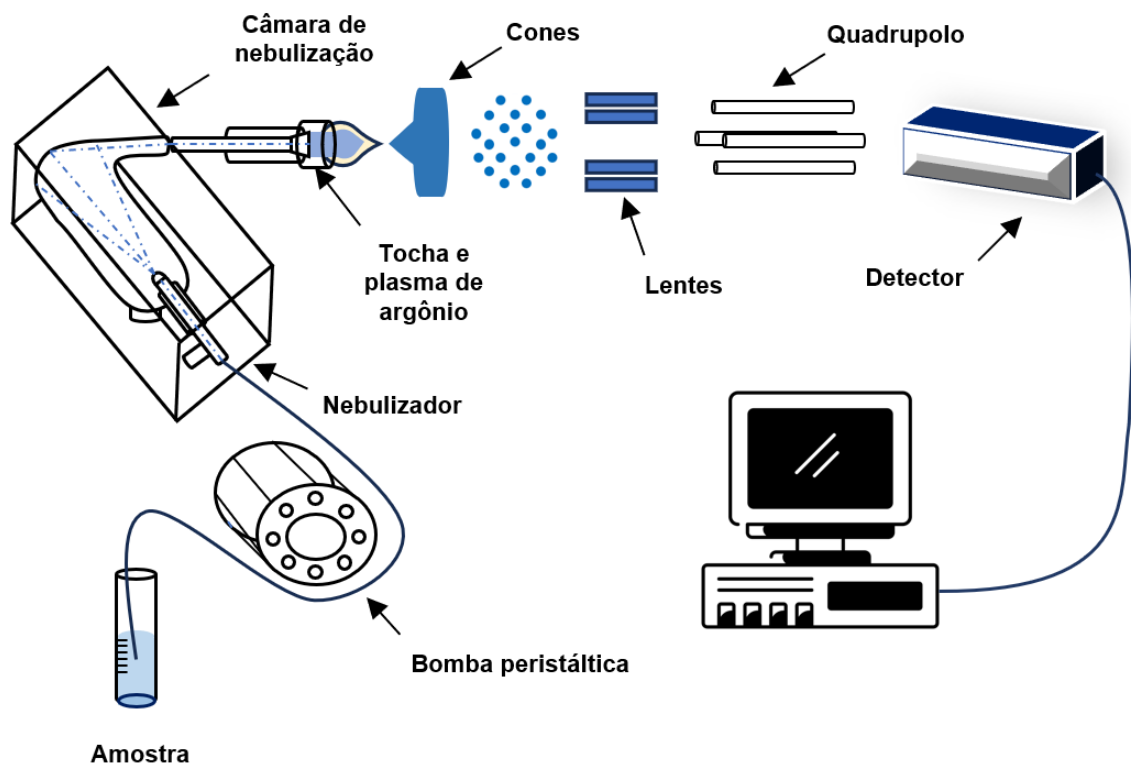 Câmara de
nebulização
Cones
Quadrupolo
Tocha e
plasma de
argônio
Lentes
Detector
Nebulizador
Bomba peristáltica
Amostra